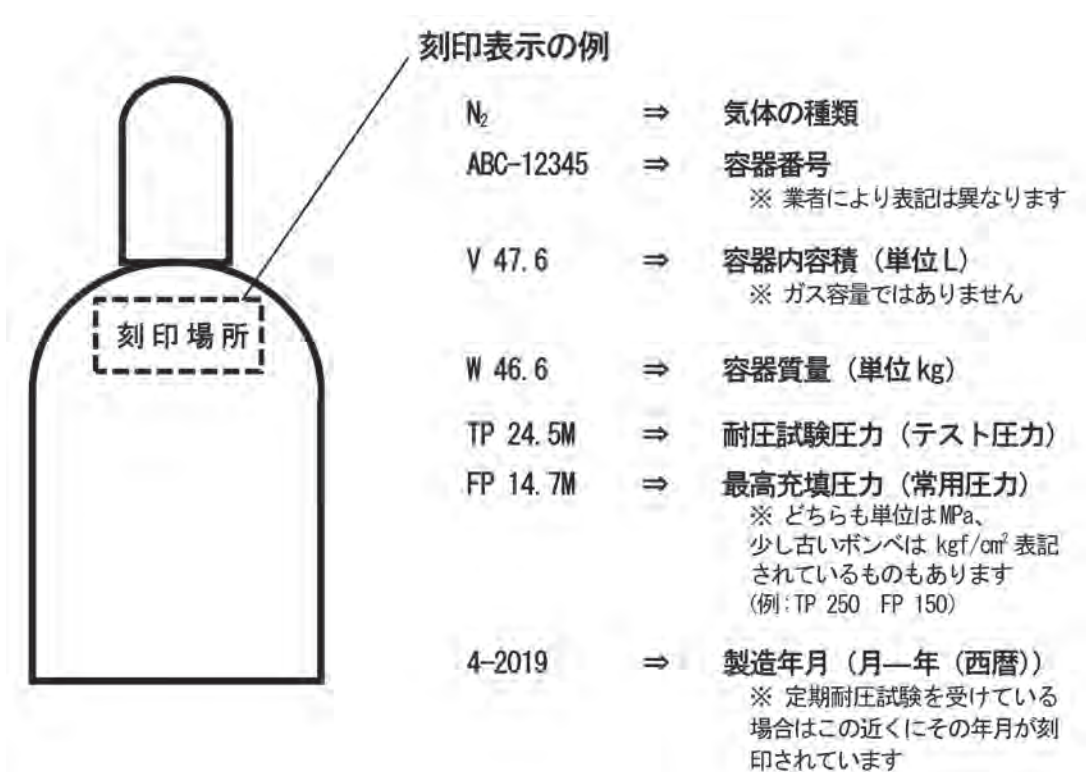 刻印表示の例
N₂ ⇒ 気体の種類
ABC-12345 ⇒ 容器番号
※ 業者により表記は異なります
V 47.6 ⇒ 容器内容積（単位L）
※ ガス容量ではありません
刻印場所
W 46.6 ⇒ 容器質量（単位kg）
TP 24.5M ⇒ 耐圧試験圧力（テスト圧力）
FP 14.7M ⇒ 最高充填圧力（常用圧力）
※ どちらも単位はMPa、
少し古いボンベは kgf/cm² 表記
されているものもあります
(例：TP 250 FP 150)
4-2019 ⇒ 製造年月（月―年（西暦））
※ 定期耐圧試験を受けている
場合はこの近くにその年月が刻
印されています